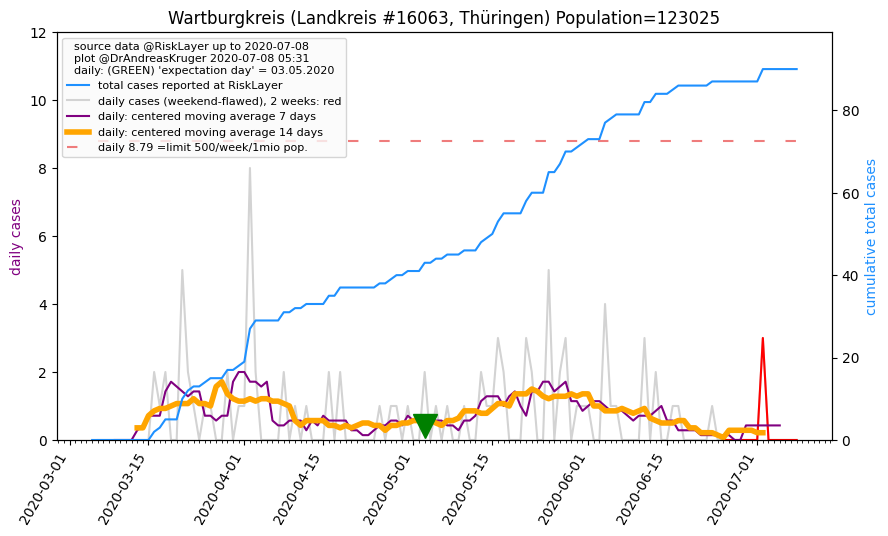 Wartburgkreis (Landkreis #16063, Thüringen) Population=123025
source data @RiskLayer up to 2020-07-08
plot @DrAndreasKruger 2020-07-08 05:31
daily: (GREEN) 'expectation day' = 03.05.2020
total cases reported at RiskLayer
daily cases (weekend-flawed), 2 weeks: red
daily: centered moving average 7 days
daily: centered moving average 14 days
daily 8.79 =limit 500/week/1mio pop.
daily cases
12
10
8
6
4
2
0
cumulative total cases
80
60
40
20
0
2020-03-01
2020-03-15
2020-04-01
2020-04-15
2020-05-01
2020-05-15
2020-06-01
2020-06-15
2020-07-01